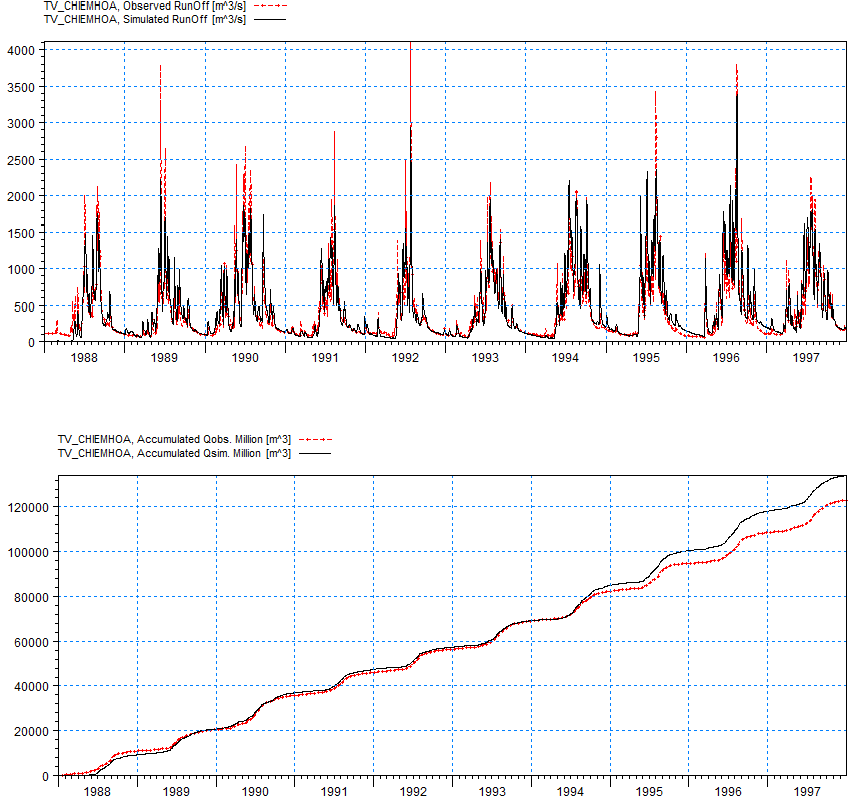 TV_CHIEMHOA, Observed RunOff [m^3/s]
TV_CHIEMHOA, Simulated RunOff [m^3/s]
4000
3500
3000
2500
2000
1500
1000
500
0
1988 1989 1990 1991 1992 1993 1994 1995 1996 1997
TV_CHIEMHOA, Accumulated Qobs. Million [m^3]
TV_CHIEMHOA, Accumulated Qsim. Million [m^3]
120000
100000
80000
60000
40000
20000
0
1988 1989 1990 1991 1992 1993 1994 1995 1996 1997